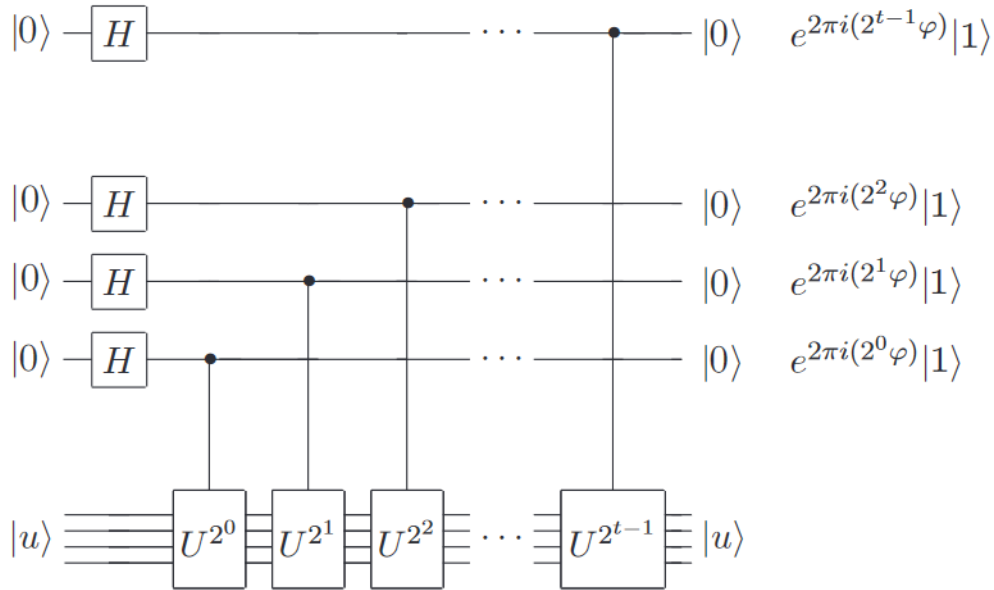 |0⟩ H ··· |0⟩ e^{2πi(2^{t−1}φ)}|1⟩
|0⟩ H ··· |0⟩ e^{2πi(2^2φ)}|1⟩
|0⟩ H ··· |0⟩ e^{2πi(2^1φ)}|1⟩
|0⟩ H ··· |0⟩ e^{2πi(2^0φ)}|1⟩
|u⟩ U^{2^0} U^{2^1} U^{2^2} ··· U^{2^{t−1}} |u⟩